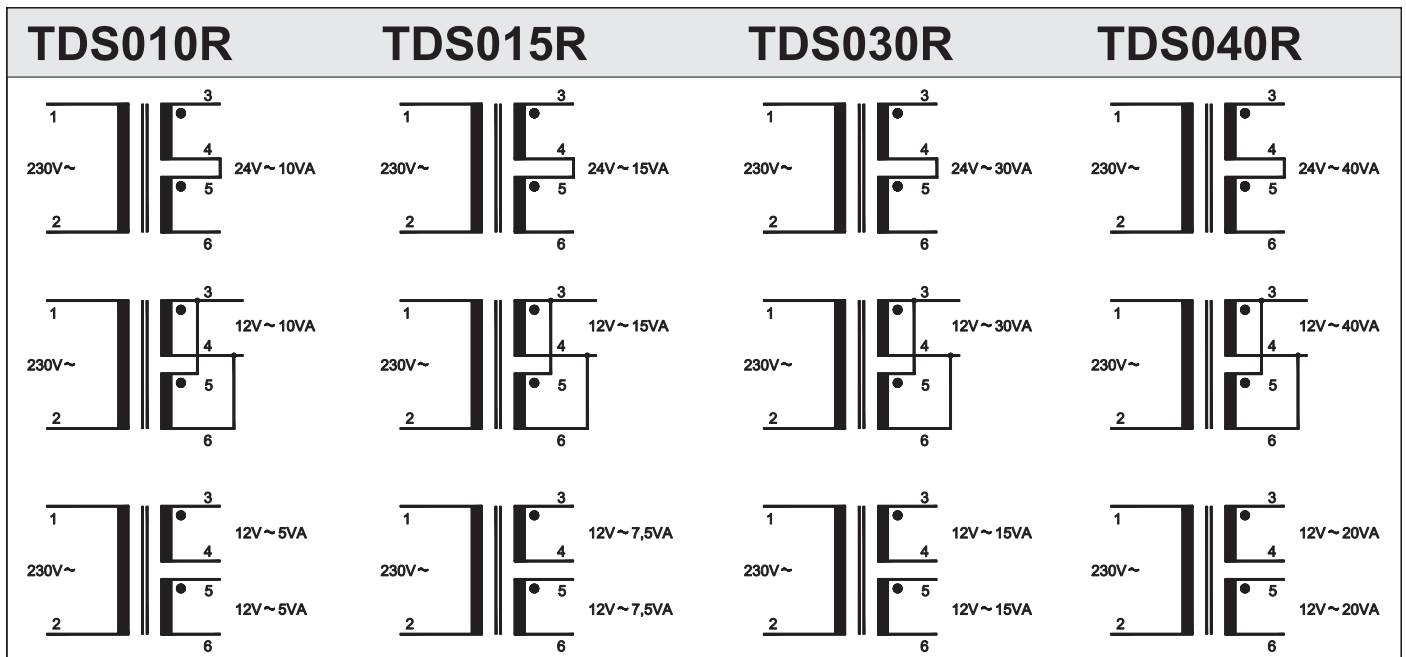 TDS010R TDS015R TDS030R TDS040R
3 3 3 3
1 1 1 1
4 4 4 4
230V~ 24V~10VA 230V~ 24V~15VA 230V~ 24V~30VA 230V~ 24V~40VA
5 5 5 5
2 2 2 2
6 6 6 6
3 3 3 3
1 1 1 1
12V~10VA 12V~15VA 12V~30VA 12V~40VA
4 4 4 4
230V~ 230V~ 230V~ 230V~
5 5 5 5
2 2 2 2
6 6 6 6
3 3 3 3
1 1 1 1
12V~5VA 12V~7,5VA 12V~15VA 12V~20VA
4 4 4 4
230V~ 230V~ 230V~ 230V~
5 5 5 5
12V~5VA 12V~7,5VA 12V~15VA 12V~20VA
2 2 2 2
6 6 6 6